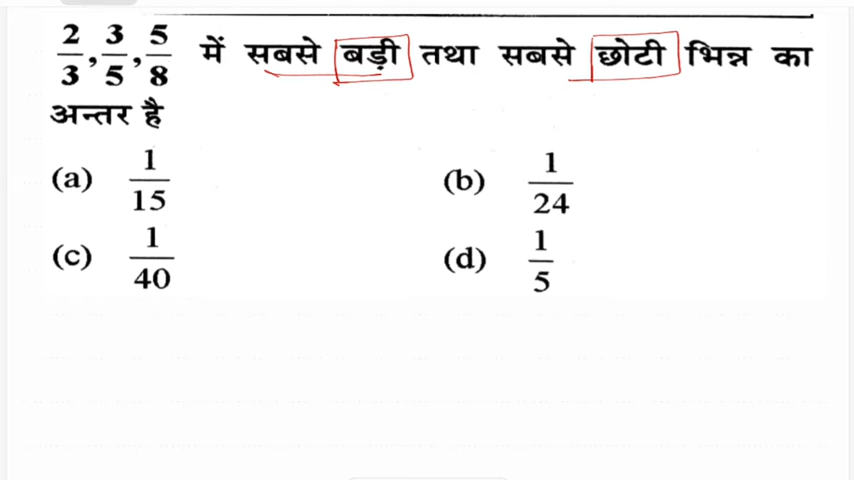 2/3, 3/5, 5/8 में सबसे बड़ी तथा सबसे छोटी भिन्न का
अन्तर है
(a) 1/15 (b) 1/24
(c) 1/40 (d) 1/5